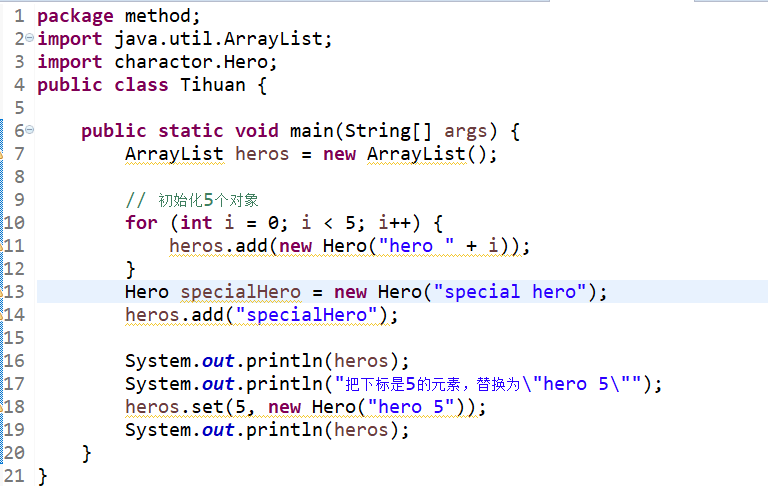 1 package method;
2 import java.util.ArrayList;
3 import charactor.Hero;
4 public class Tihuan {
5
6     public static void main(String[] args) {
7         ArrayList heros = new ArrayList();
8
9         // 初始化5个对象
10         for (int i = 0; i < 5; i++) {
11             heros.add(new Hero("hero " + i));
12         }
13         Hero specialHero = new Hero("special hero");
14         heros.add("specialHero");
15
16         System.out.println(heros);
17         System.out.println("把下标是5的元素，替换为\"hero 5\"");
18         heros.set(5, new Hero("hero 5"));
19         System.out.println(heros);
20     }
21 }